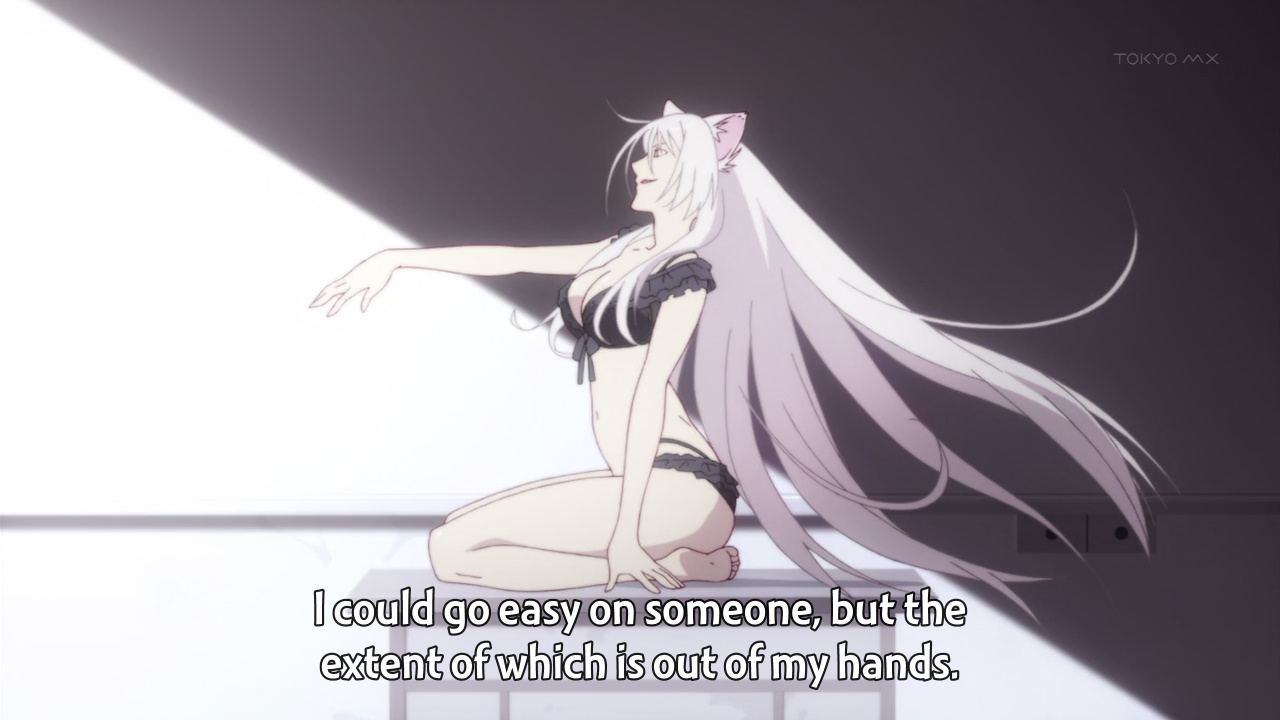 TOKYO MX
I could go easy on someone, but the
extent of which is out of my hands.